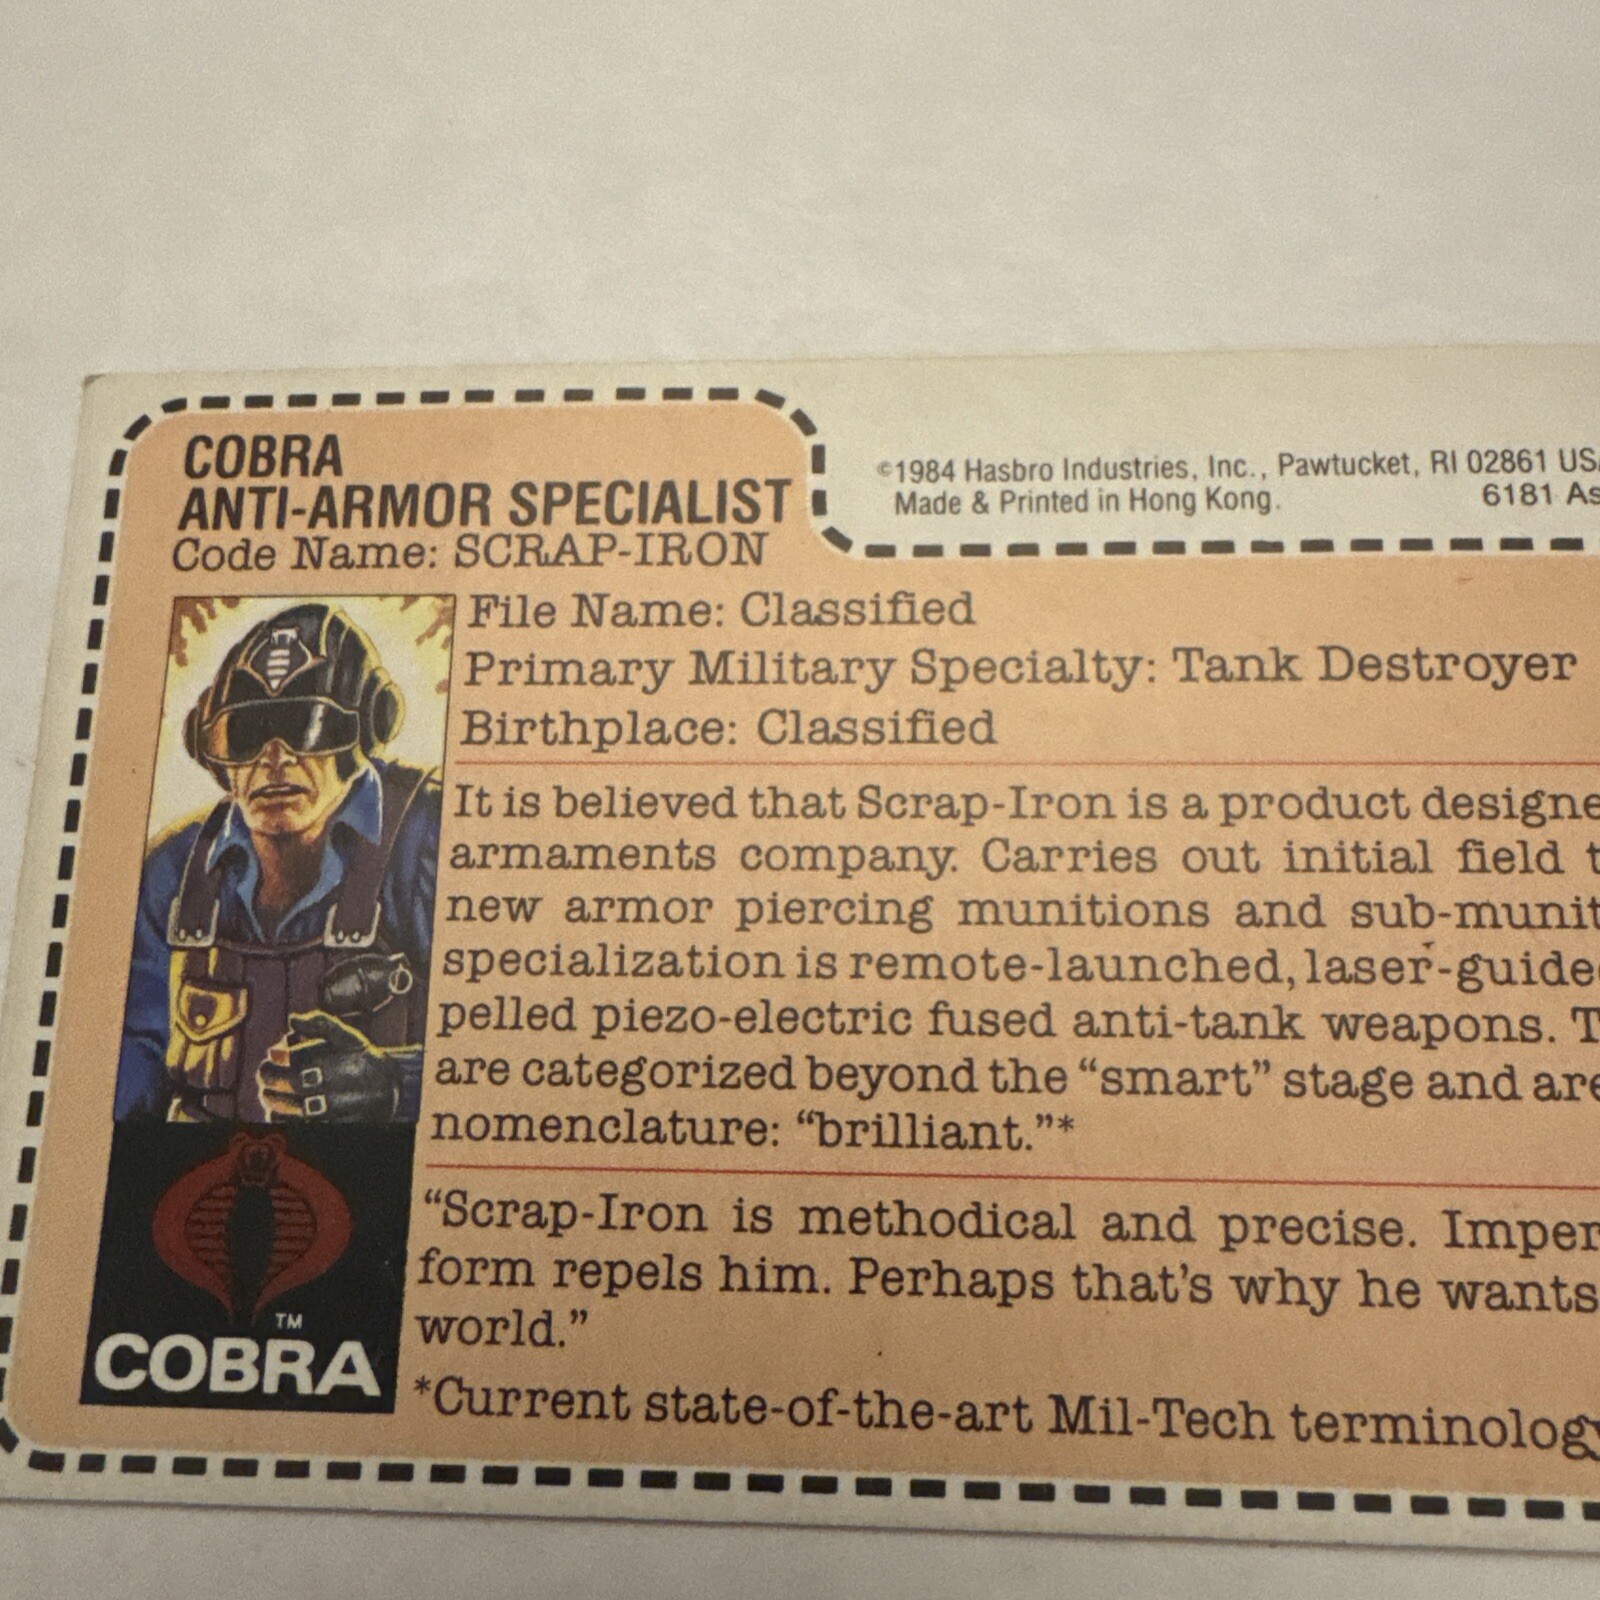 COBRA
ANTI-ARMOR SPECIALIST
Code Name: SCRAP-IRON
©1984 Hasbro Industries, Inc., Pawtucket, RI 02861
Made & Printed in Hong Kong.
6181
File Name: Classified
Primary Military Specialty: Tank Destroyer
Birthplace: Classified
It is believed that Scrap-Iron is a product
armaments company. Carries out initial field
new armor piercing munitions and
specialization is remote-launched,
pelled piezo-electric fused anti-tank weapons.
are categorized beyond the “smart” stage and
nomenclature: “brilliant.”*
“Scrap-Iron is methodical and precise.
form repels him. Perhaps that’s why he wants
world.”
*Current state-of-the-art Mil-Tech
TM
COBRA